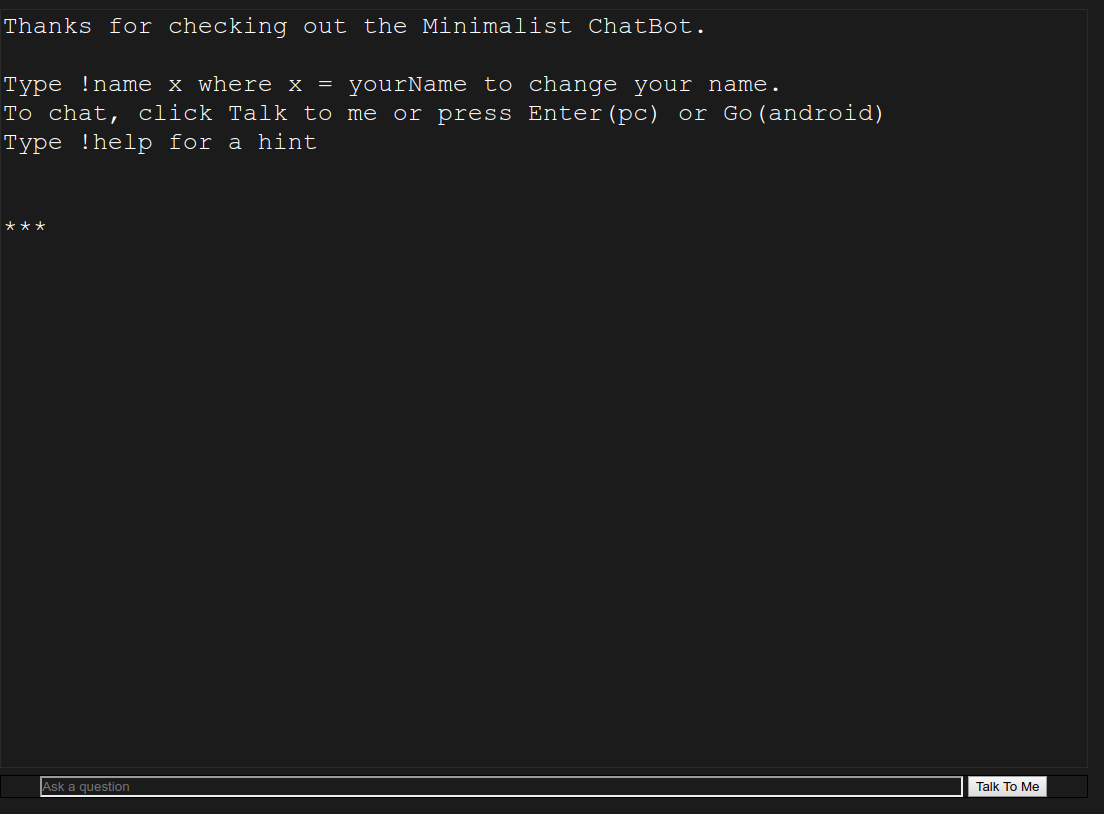 Thanks for checking out the Minimalist ChatBot.
Type !name x where x = yourName to change your name.
To chat, click Talk to me or press Enter(pc) or Go(android)
Type !help for a hint
***
Ask a question
Talk To Me